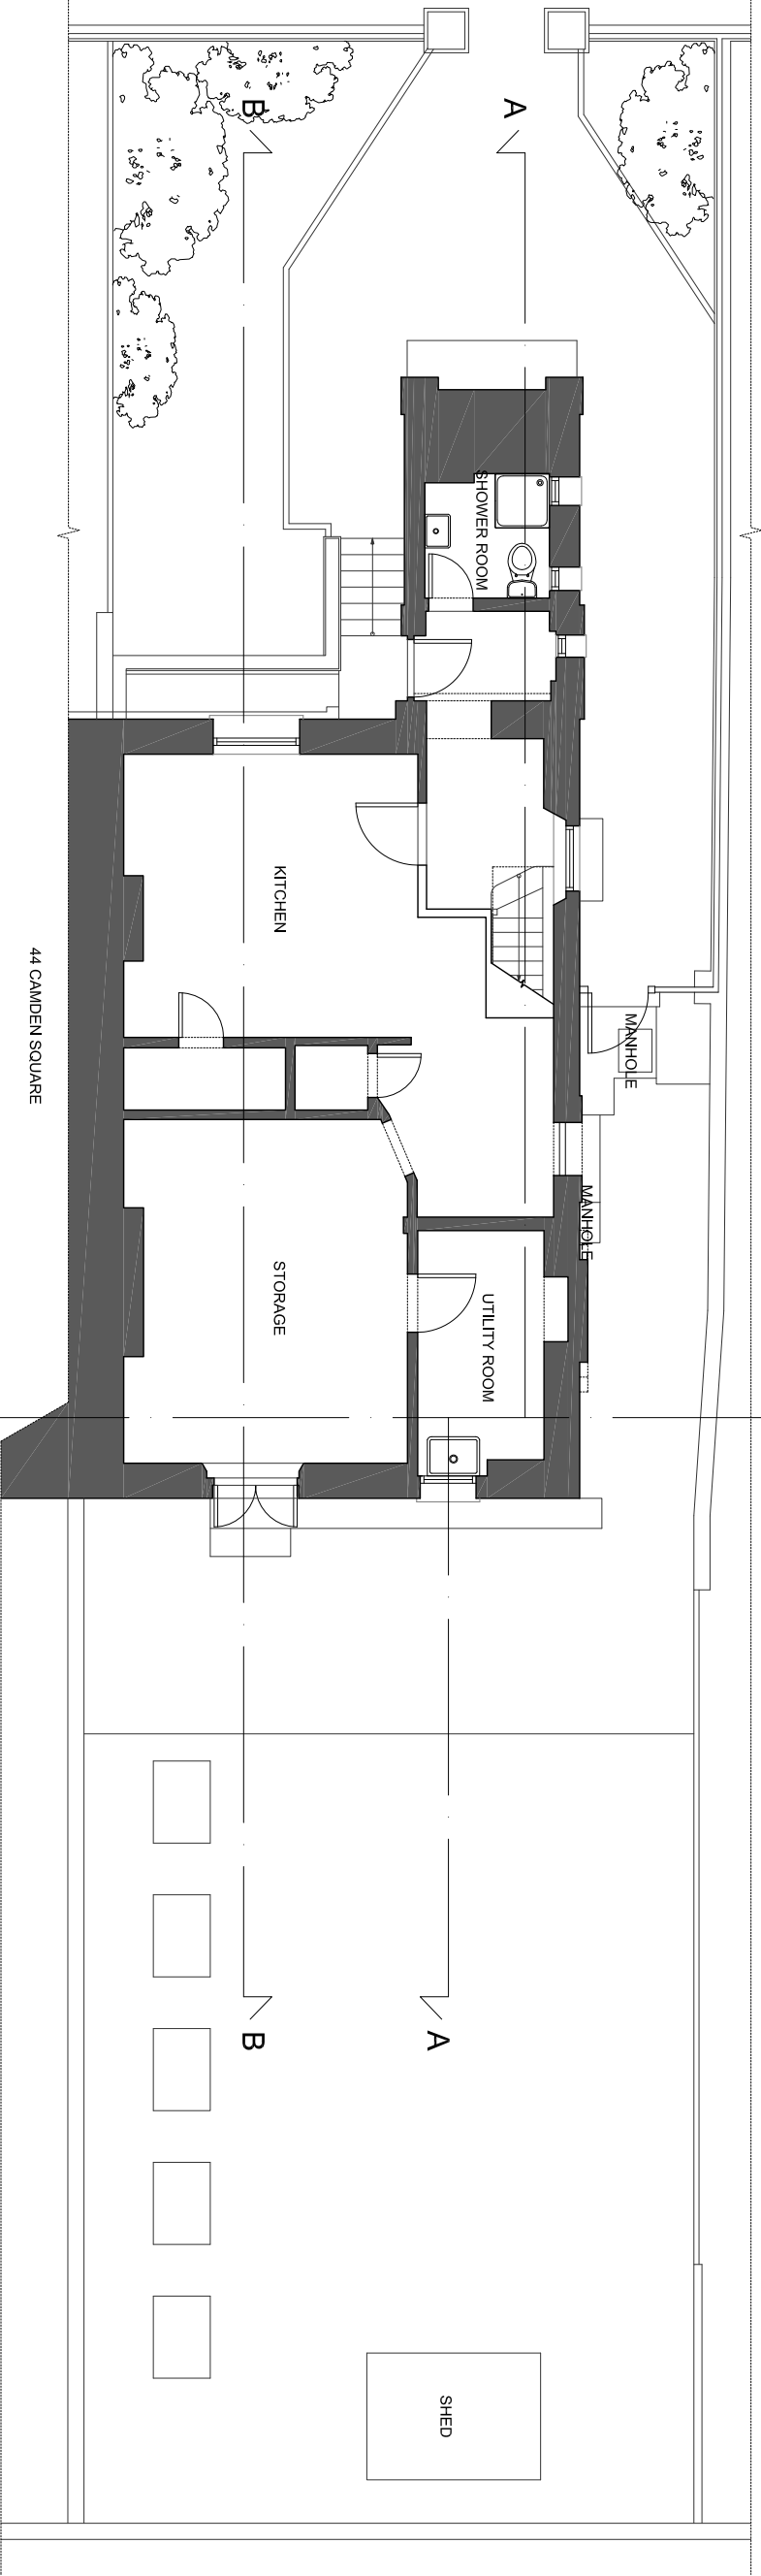 B
A
SHOWER ROOM
KITCHEN
44 CAMDEN SQUARE
MANHOLE
MANHOLE
STORAGE
UTILITY ROOM
B
A
SHED